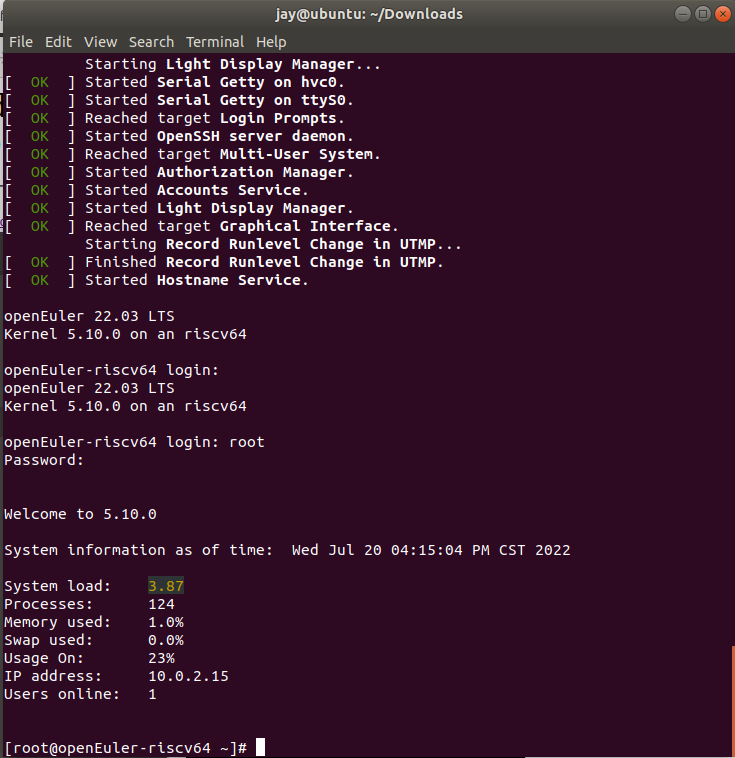 jay@ubuntu: ~/Downloads
File Edit View Search Terminal Help
         Starting Light Display Manager...
[  OK  ] Started Serial Getty on hvc0.
[  OK  ] Started Serial Getty on ttyS0.
[  OK  ] Reached target Login Prompts.
[  OK  ] Started OpenSSH server daemon.
[  OK  ] Reached target Multi-User System.
[  OK  ] Started Authorization Manager.
[  OK  ] Started Accounts Service.
[  OK  ] Started Light Display Manager.
[  OK  ] Reached target Graphical Interface.
         Starting Record Runlevel Change in UTMP...
[  OK  ] Finished Record Runlevel Change in UTMP.
[  OK  ] Started Hostname Service.
openEuler 22.03 LTS
Kernel 5.10.0 on an riscv64
openEuler-riscv64 login:
openEuler 22.03 LTS
Kernel 5.10.0 on an riscv64
openEuler-riscv64 login: root
Password:
Welcome to 5.10.0
System information as of time:  Wed Jul 20 04:15:04 PM CST 2022
System load:    3.87
Processes:      124
Memory used:    1.0%
Swap used:      0.0%
Usage On:       23%
IP address:     10.0.2.15
Users online:   1
[root@openEuler-riscv64 ~]#